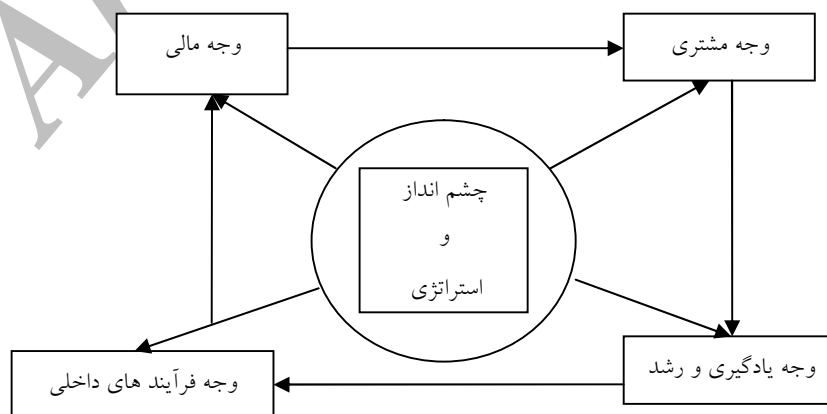 وجه مشتری
وجه مالی
چشم انداز
و
استراتژی
وجه یادگیری و رشد
وجه فرآیند های داخلی